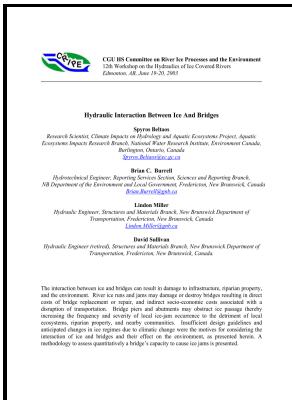 CRIPE
CGU HS Committee on River Ice Processes and the Environment
12th Workshop on the Hydraulics of Ice Covered Rivers
Edmonton, AB, June 19-20, 2003
Hydraulic Interaction Between Ice And Bridges
Spyros Beltaos
Research Scientist, Climate Impacts on Hydrology and Aquatic Ecosystems Project, Aquatic
Ecosystems Impacts Research Branch, National Water Research Institute, Environment Canada,
Burlington, Ontario, Canada
Spyros.Beltaos@ec.gc.ca
Brian C. Burrell
Hydrotechnical Engineer, Reporting Services Section, Sciences and Reporting Branch,
NB Department of the Environment and Local Government, Fredericton, New Brunswick, Canada
Brian.Burrell@gnb.ca
Lindon Miller
Hydraulic Engineer, Structures and Materials Branch, New Brunswick Department of
Transportation, Fredericton, New Brunswick, Canada
Lindon.Miller@gnb.ca
David Sullivan
Hydraulic Engineer (retired), Structures and Materials Branch, New Brunswick Department of
Transportation, Fredericton, New Brunswick, Canada.
The interaction between ice and bridges can result in damage to infrastructure, riparian property,
and the environment. River ice runs and jams may damage or destroy bridges resulting in direct
costs of bridge replacement or repair, and indirect socio-economic costs associated with a
disruption of transportation. Bridge piers and abutments may obstruct ice passage thereby
increasing the frequency and severity of local ice-jam occurrence to the detriment of local
ecosystems, riparian property, and nearby communities. Insufficient design guidelines and
anticipated changes in ice regimes due to climatic change were the motives for considering the
interaction of ice and bridges and their effect on the environment, as presented herein. A
methodology to assess quantitatively a bridge's capacity to cause ice jams is presented.